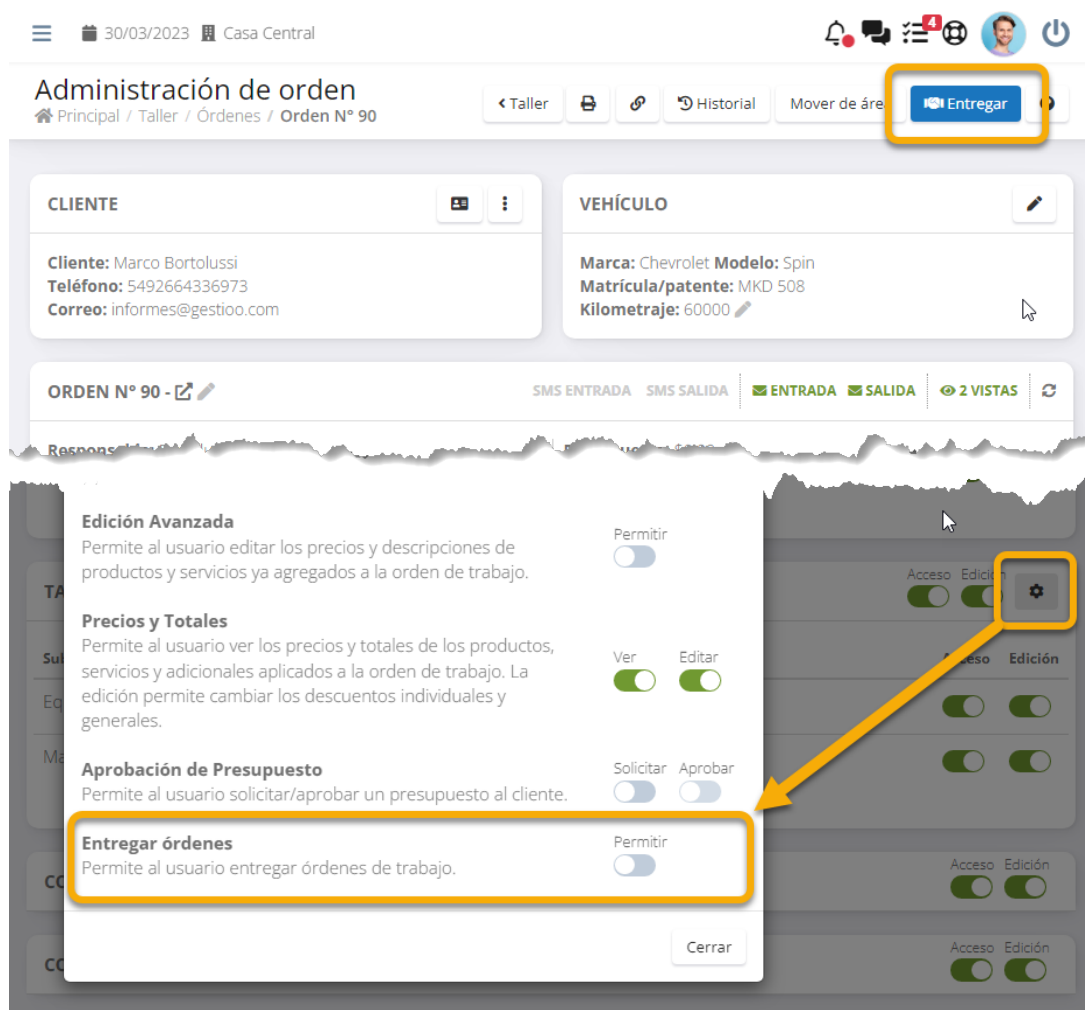 30/03/2023 Casa Central
4
Administración de orden
Principal / Taller / Órdenes / Orden N° 90
Taller
Historial
Mover de áre
Entregar
CLIENTE
Cliente: Marco Bortolussi
Teléfono: 5492664336973
Correo: informes@gestioo.com
VEHÍCULO
Marca: Chevrolet Modelo: Spin
Matrícula/patente: MKD 508
Kilometraje: 60000
ORDEN N° 90 -
SMS ENTRADA SMS SALIDA ENTRADA SALIDA 2 VISTAS
Edición Avanzada
Permite al usuario editar los precios y descripciones de
productos y servicios ya agregados a la orden de trabajo.
Permitir
Precios y Totales
Permite al usuario ver los precios y totales de los productos,
servicios y adicionales aplicados a la orden de trabajo. La
edición permite cambiar los descuentos individuales y
generales.
Ver Editar
Aprobación de Presupuesto
Permite al usuario solicitar/aprobar un presupuesto al cliente.
Solicitar Aprobar
Entregar órdenes
Permite al usuario entregar órdenes de trabajo.
Permitir
Cerrar
TA
Acceso Edición
Sub
Acceso Edición
Eq
Ma
CO
Acceso Edición
CO
Acceso Edición